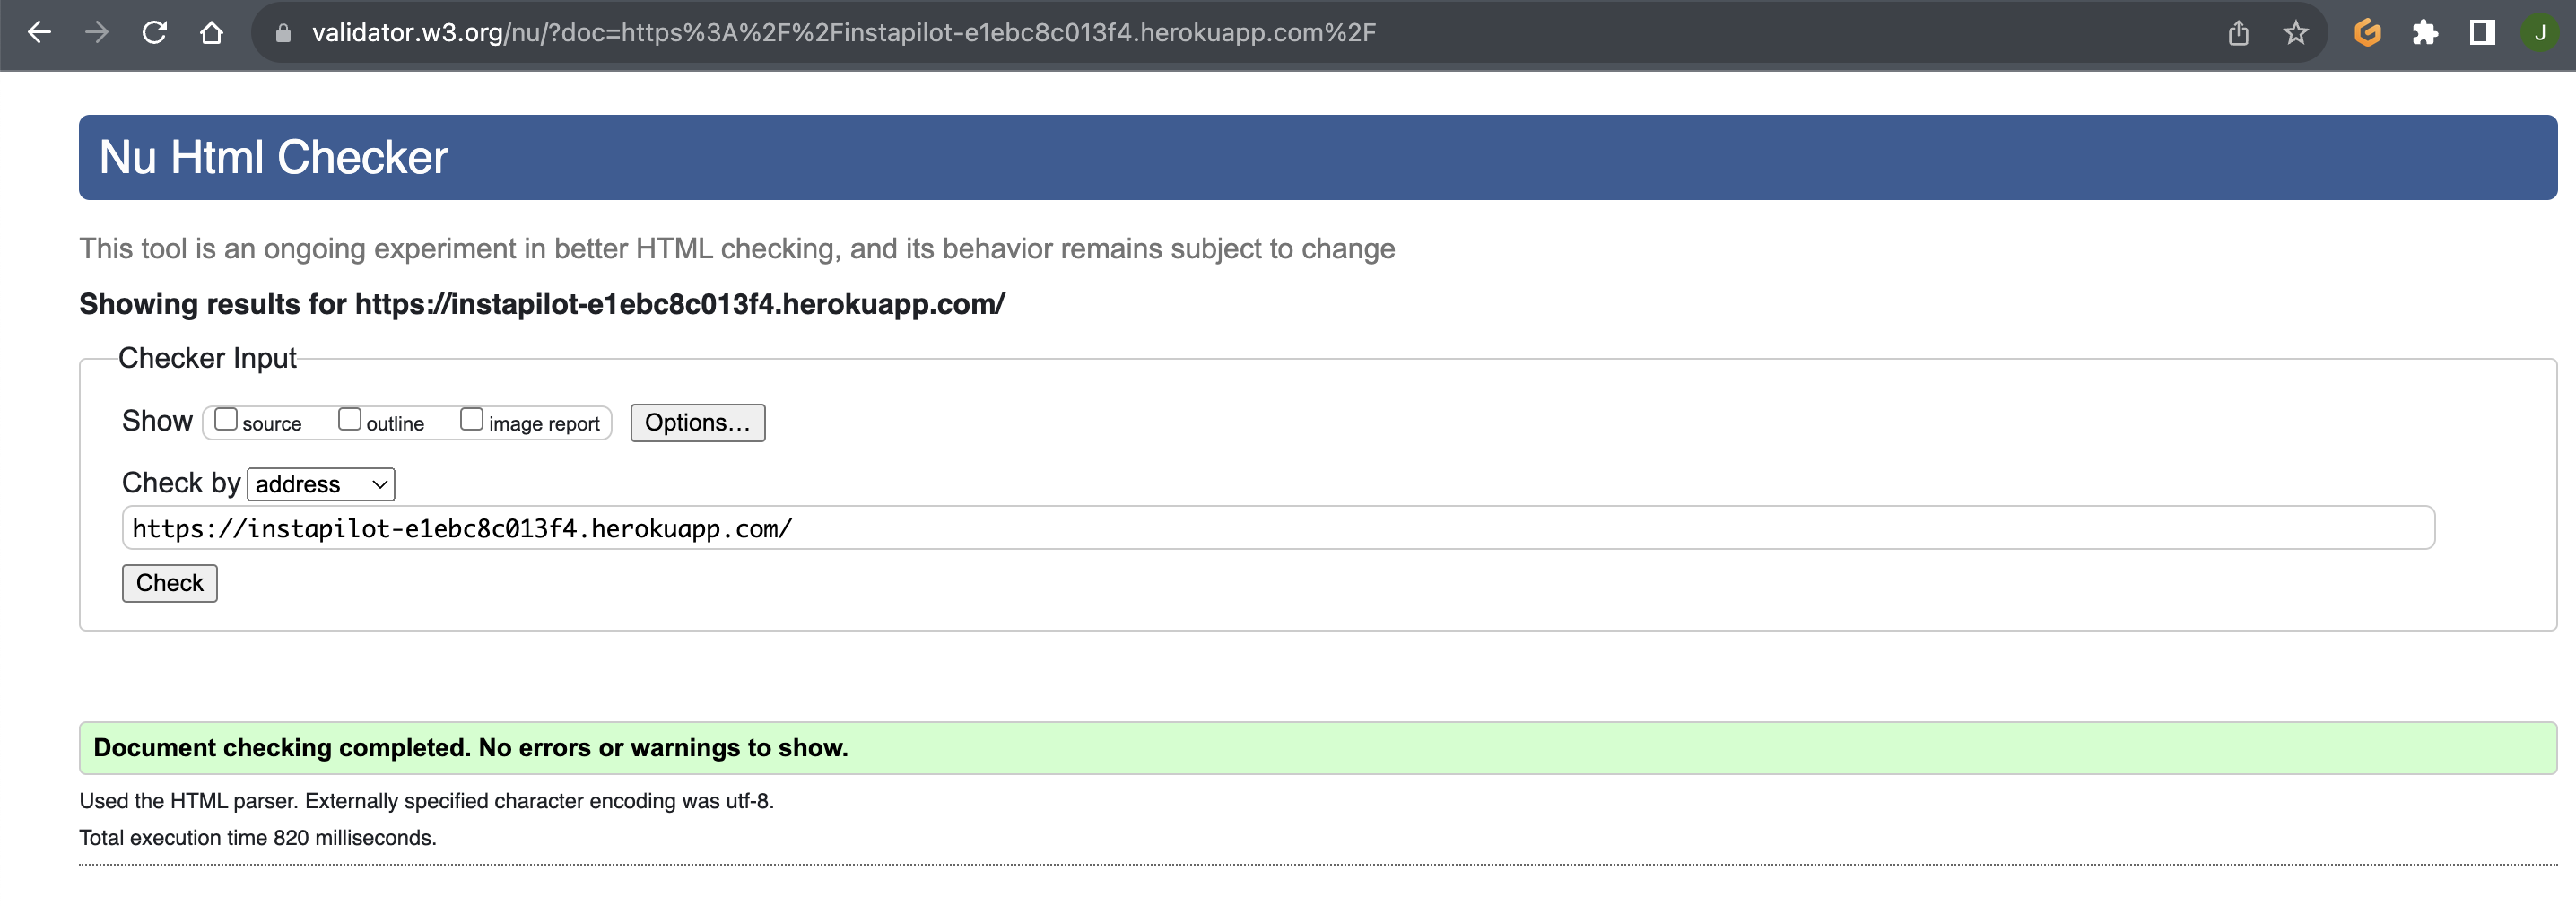 validator.w3.org/nu/?doc=https%3A%2F%2Finstapilot-e1ebc8c013f4.herokuapp.com%2F
J
Nu Html Checker
This tool is an ongoing experiment in better HTML checking, and its behavior remains subject to change
Showing results for https://instapilot-e1ebc8c013f4.herokuapp.com/
Checker Input
Show source outline image report Options...
Check by address
https://instapilot-e1ebc8c013f4.herokuapp.com/
Check
Document checking completed. No errors or warnings to show.
Used the HTML parser. Externally specified character encoding was utf-8.
Total execution time 820 milliseconds.